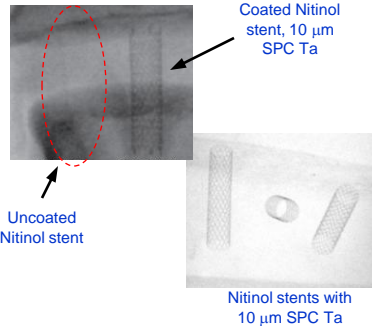 Coated Nitinol
stent, 10 μm
SPC Ta
Uncoated
Nitinol stent
Nitinol stents with
10 μm SPC Ta